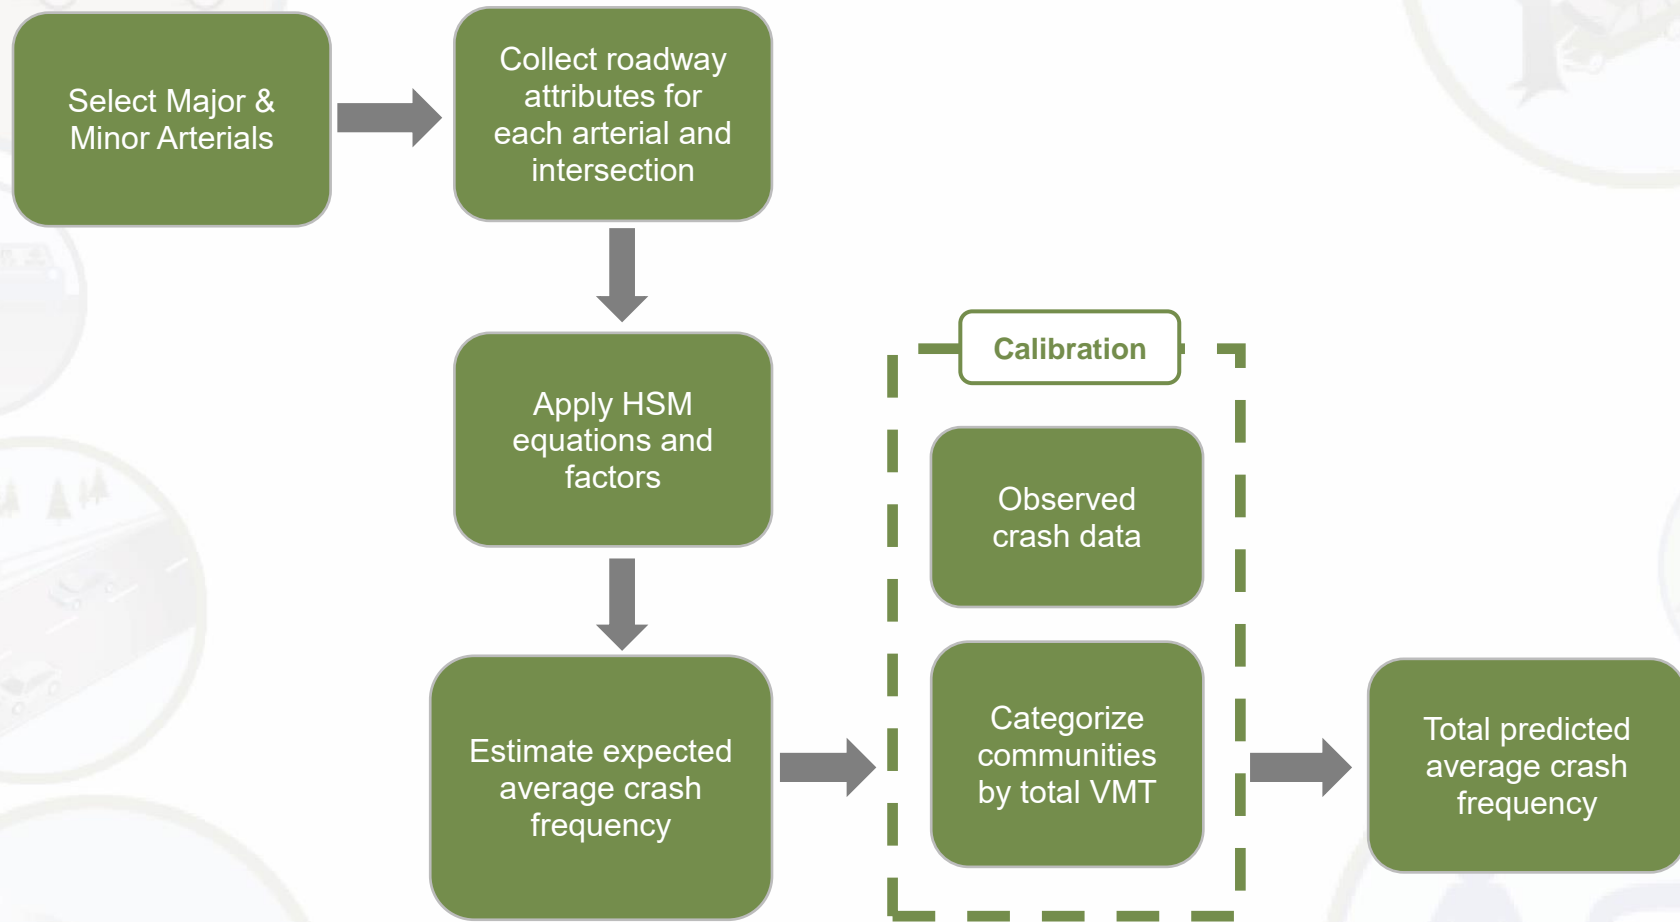 Select Major &
Minor Arterials
Collect roadway
attributes for
each arterial and
intersection
Apply HSM
equations and
factors
Estimate expected
average crash
frequency
Calibration
Observed
crash data
Categorize
communities
by total VMT
Total predicted
average crash
frequency